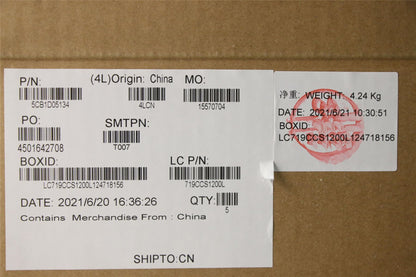 P/N: (4L)Origin: China MO:
5CB1D05134 4LCN 15570704
PO: SMTPN:
4501642708 T007
BOXID: LC P/N:
LC719CCS1200L124718156 719CCS1200L
DATE: 2021/6/20 16:36:26 QTY:
5
Contains Merchandise From : China
SHIPTO:CN
净重: WEIGHT: 4.24 Kg
DATE: 2021/6/21 10:30:51
BOXID:
LC719CCS1200L124718156